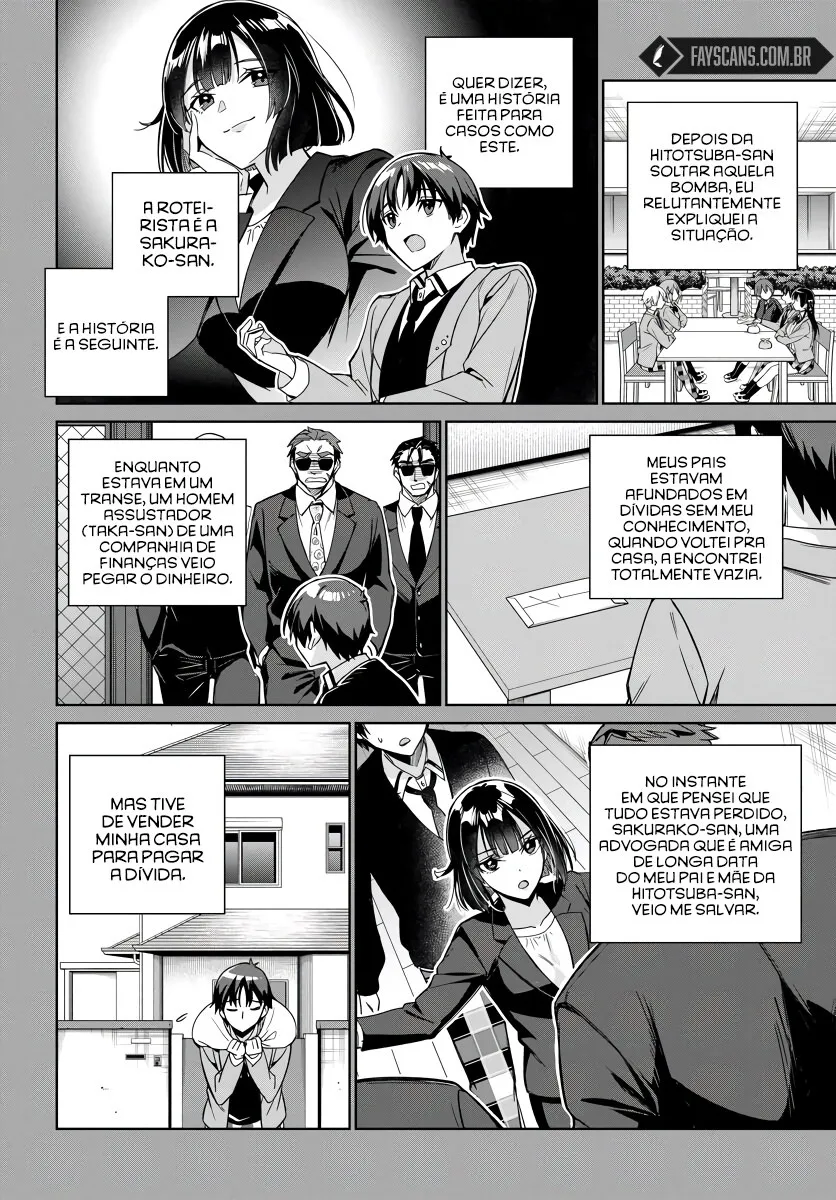 FAYSCANS.COM.BR
DEPOIS DA
HITOTSUBA-SAN
SOLTAR AQUELA
BOMBA, EU
RELUTANTEMENTE
EXPLIQUEI A
SITUAÇÃO.
QUER DIZER,
É UMA HISTÓRIA
FEITA PARA
CASOS COMO
ESTE.
A ROTEI-
RISTA É A
SAKURA-
KO-SAN.
E A HISTÓRIA
É A SEGUINTE.
MEUS PAIS
ESTAVAM
AFUNDADOS EM
DÍVIDAS SEM MEU
CONHECIMENTO,
QUANDO VOLTEI PRA
CASA, A ENCONTREI
TOTALMENTE VAZIA.
ENQUANTO
ESTAVA EM UM
TRANSE, UM HOMEM
ASSUSTADOR
(TAKA-SAN) DE UMA
COMPANHIA DE
FINANÇAS VEIO
PEGAR O DINHEIRO.
NO INSTANTE
EM QUE PENSEI QUE
TUDO ESTAVA PERDIDO,
SAKURAKO-SAN, UMA
ADVOGADA QUE É AMIGA
DE LONGA DATA
DO MEU PAI E MÃE DA
HITOTSUBA-SAN,
VEIO ME SALVAR.
MAS TIVE
DE VENDER
MINHA CASA
PARA PAGAR
A DÍVIDA.